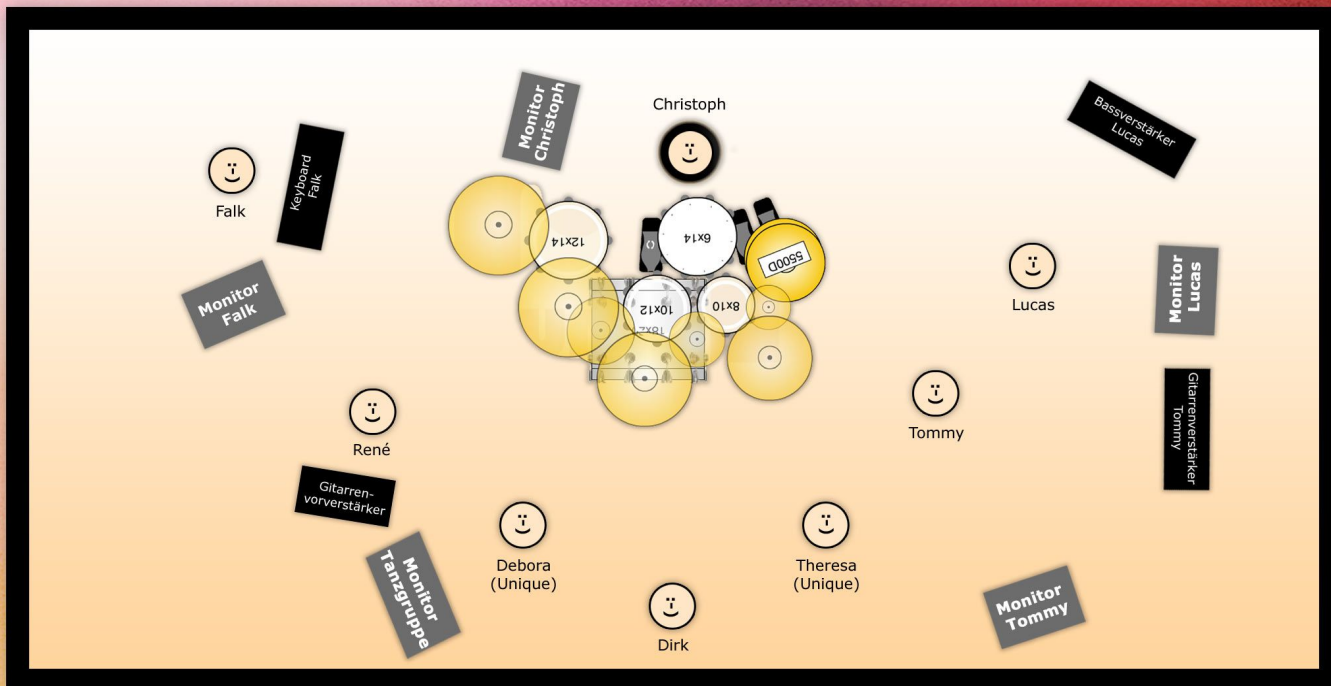 Monitor
Christoph
Christoph
Bassverstärker
Lucas
Keyboard
Falk
Falk
12x14
6x14
5500D
Monitor
Falk
10x12
8x10
Lucas
Monitor
Lucas
René
Tommy
Gitarrenverstärker
Tommy
Gitarren-
vorverstärker
Monitor
Tanzgruppe
Debora
(Unique)
Theresa
(Unique)
Dirk
Monitor
Tommy